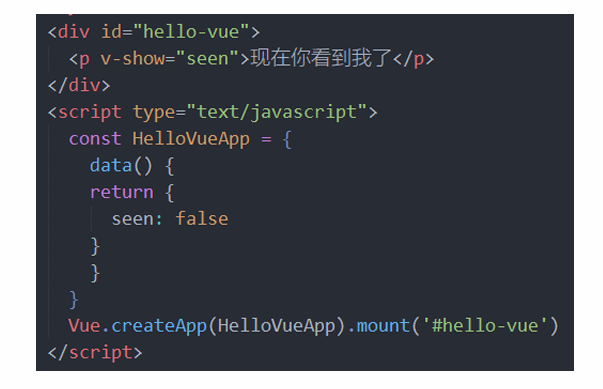 <div id="hello-vue">
<p v-show="seen">现在你看到我了</p>
</div>
<script type="text/javascript">
const HelloVueApp = {
data() {
return {
seen: false
}
}
}
Vue.createApp(HelloVueApp).mount('#hello-vue')
</script>